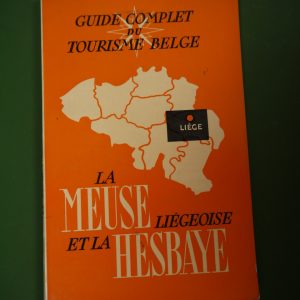 GUIDE COMPLET
DU
TOURISME BELGE
LIÈGE
LA
MEUSE
LIÉGEOISE
ET LA
HESBAYE